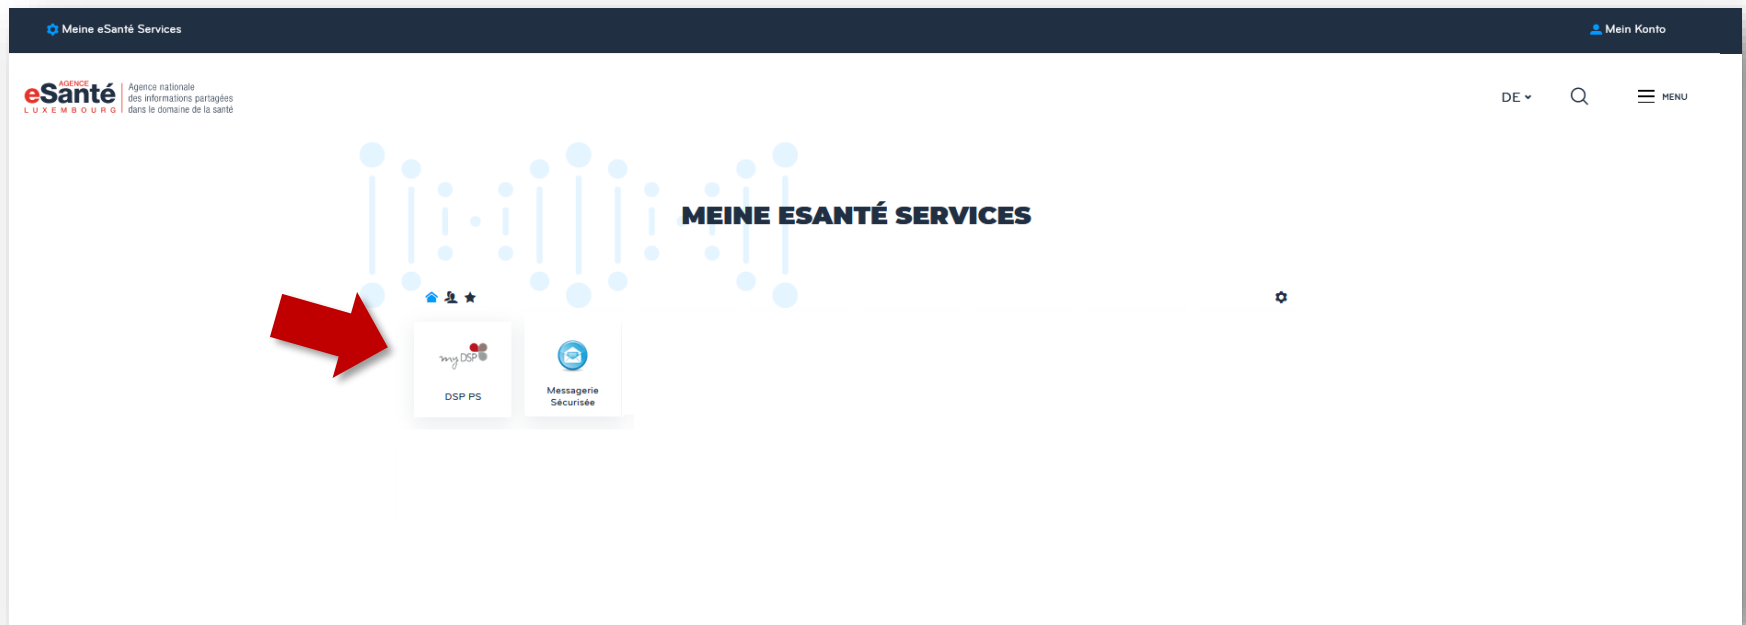 Meine eSanté Services
Mein Konto
AGENCE
eSanté
LUXEMBOURG
Agence nationale
des informations partagées
dans le domaine de la santé
DE
MENU
MEINE ESANTÉ SERVICES
my DSP
DSP PS
Messagerie
Sécurisée